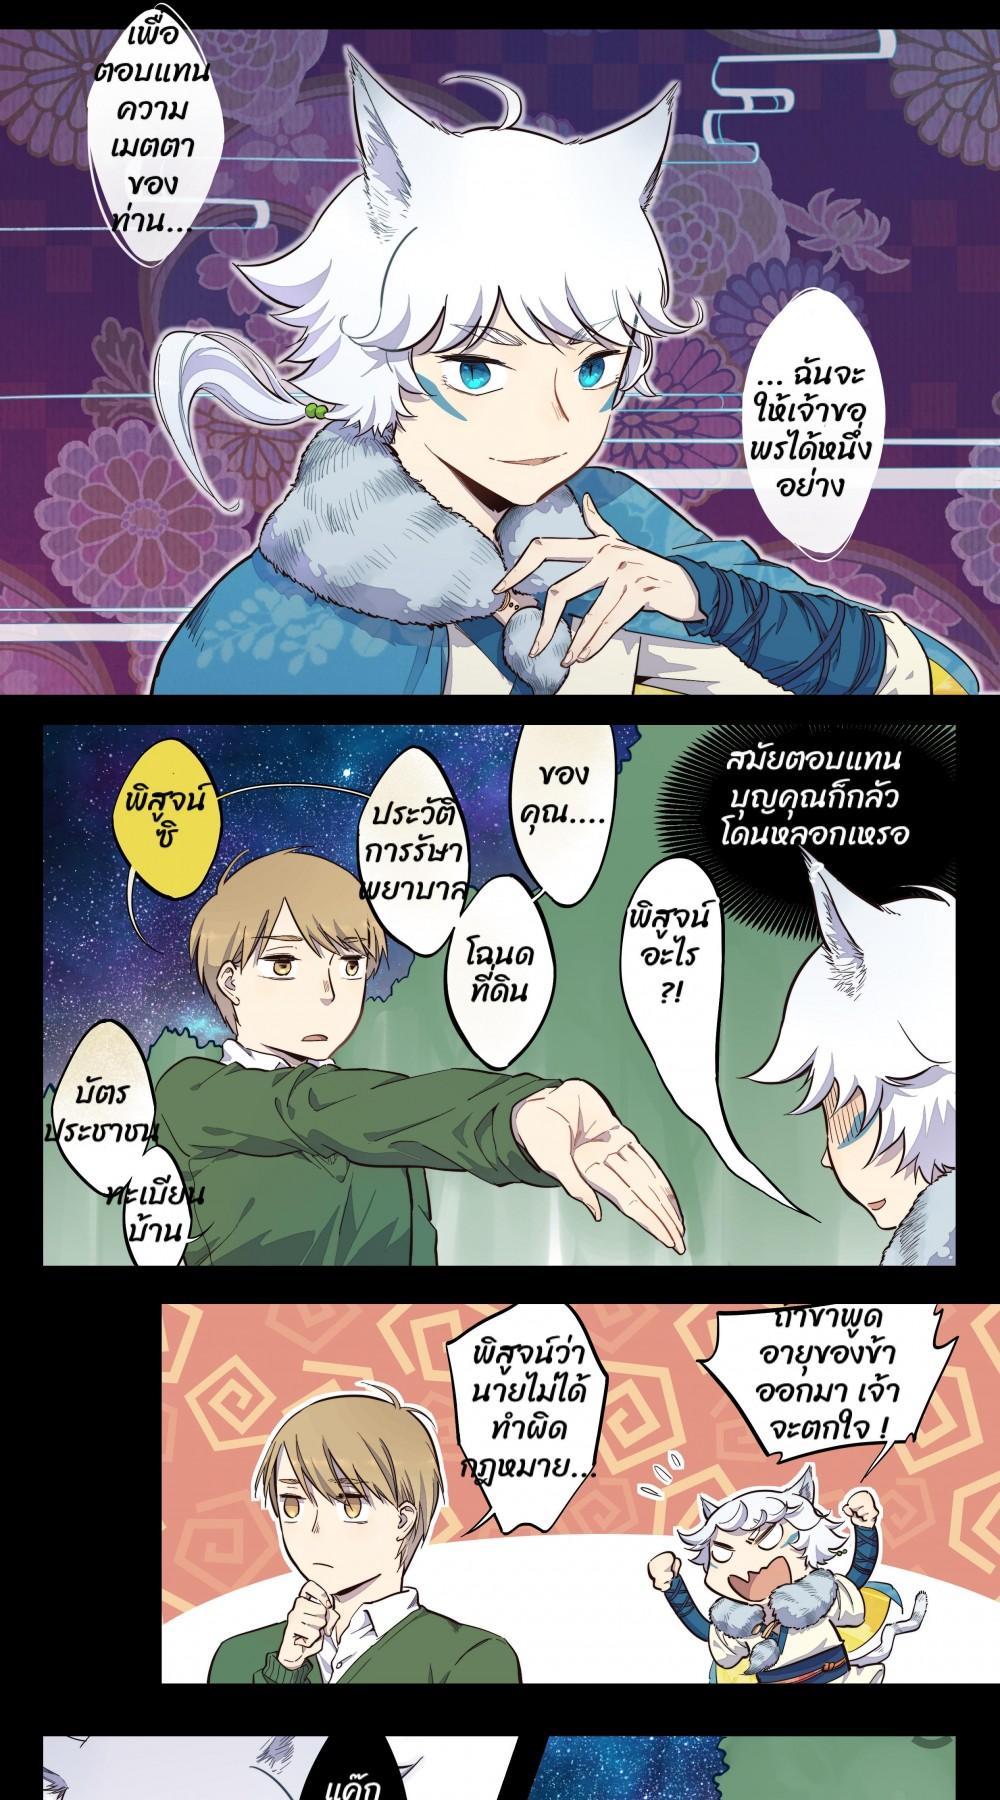 เพื่อ
ตอบแทน
ความ
เมตตา
ของ
ท่าน...
... ฉันจะ
ให้เจ้าขอ
พรได้หนึ่ง
อย่าง
พิสูจน์
ซิ
ประวัติ
การรัษา
พยาบาล
ของ
คุณ....
โฉนด
ที่ดิน
บัตร
ประชาชน
ทะเบียน
บ้าน
สมัยตอบแทน
บุญคุณก็กลัว
โดนหลอกเหรอ
พิสูจน์
อะไร
?!
พิสูจน์ว่า
นายไม่ได้
ทำผิด
กฎหมาย...
ถ้าข้าพูด
อายุของข้า
ออกมา เจ้า
จะตกใจ !
แค๊ก